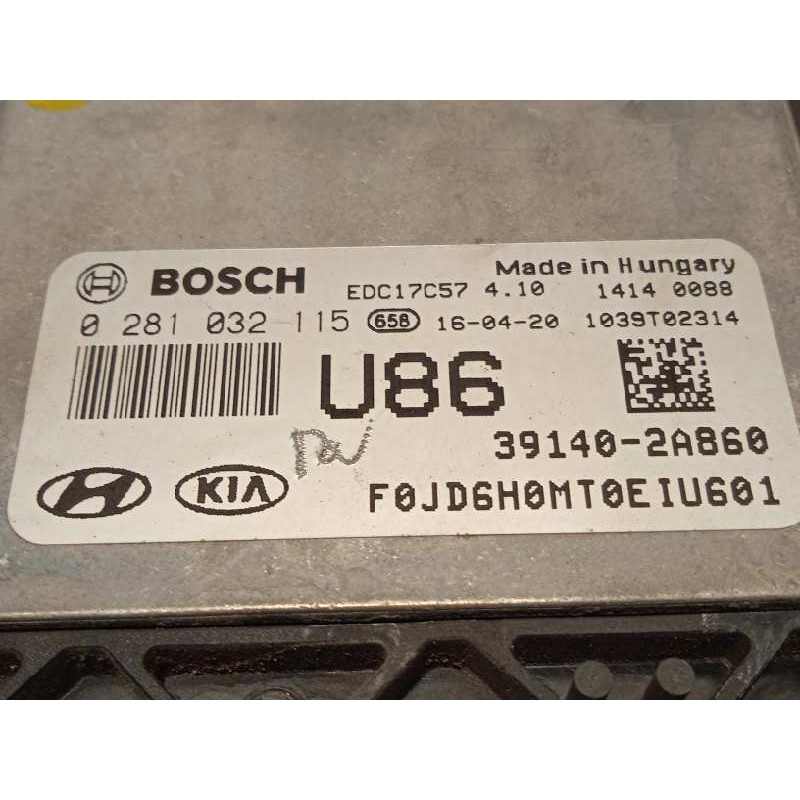 BOSCH
Made in Hungary
EDC17C57 4.10 1414 0088
0 281 032 115 658 16-04-20 1039T02314
U86
39140-2A860
KIA
F0JD6H0MT0EIU601